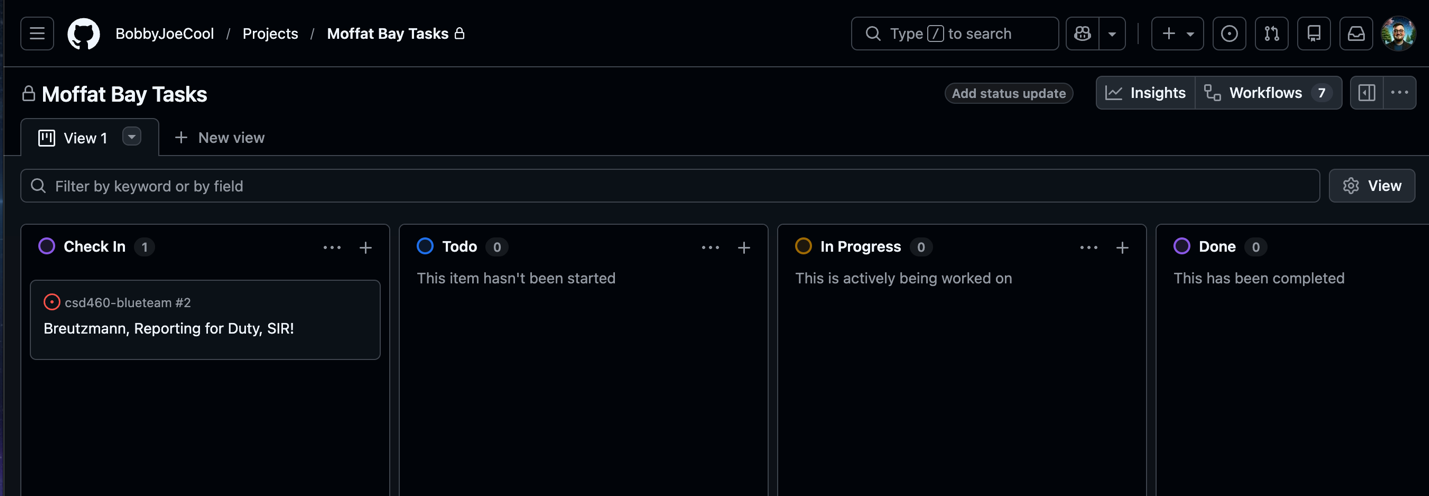 BobbyJoeCool / Projects / Moffat Bay Tasks
Type / to search
Moffat Bay Tasks
Add status update
Insights
Workflows 7
View 1
New view
Filter by keyword or by field
View
Check In 1
csd460-blueteam #2
Breutzmann, Reporting for Duty, SIR!
Todo 0
This item hasn't been started
In Progress 0
This is actively being worked on
Done 0
This has been completed